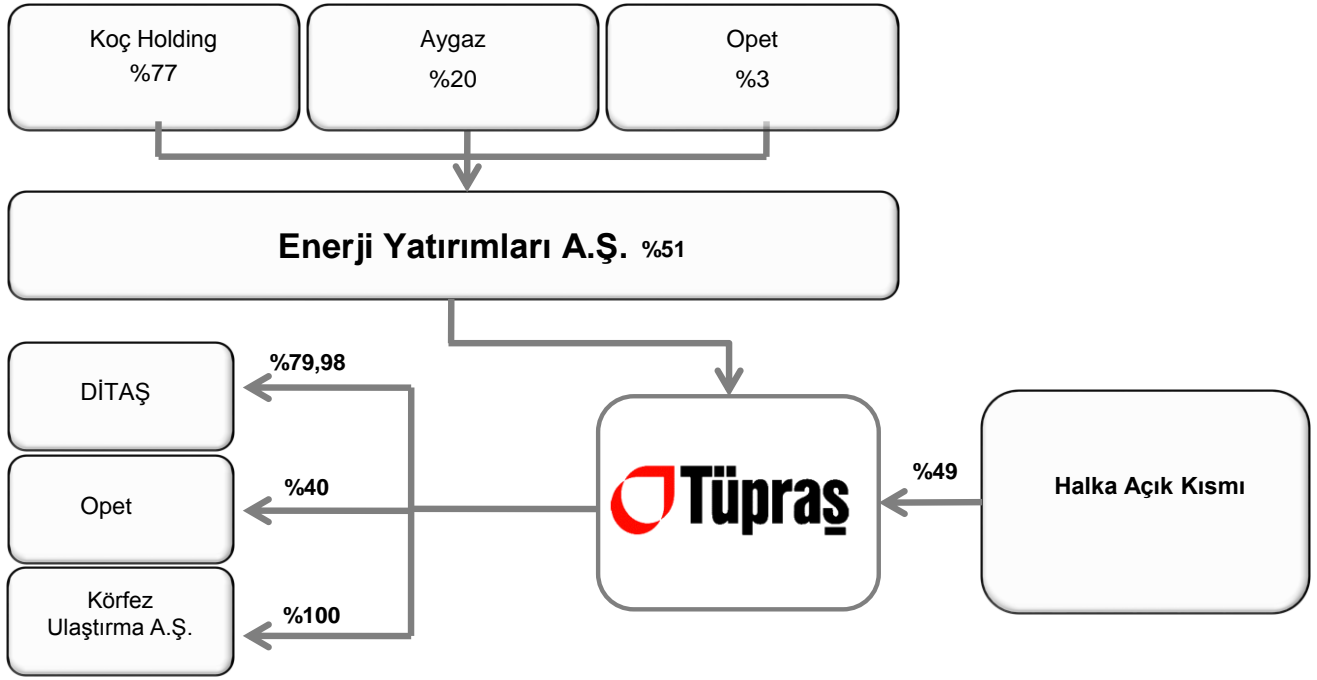 Koç Holding
%77
Aygaz
%20
Opet
%3
Enerji Yatırımları A.Ş. %51
DİTAŞ
%79,98
Opet
%40
Körfez
Ulaştırma A.Ş.
%100
Tüpraş
%49
Halka Açık Kısmı